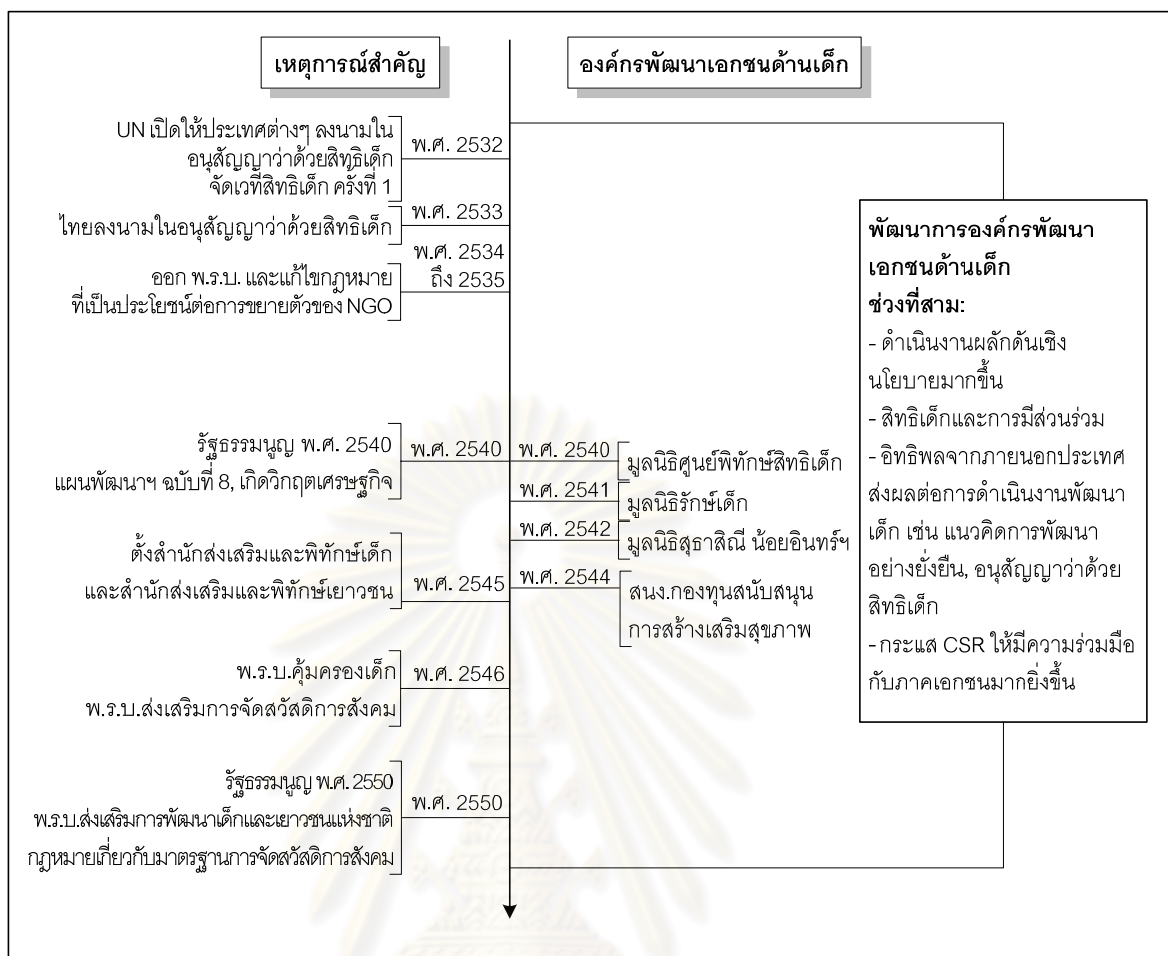 เหตุการณ์สำคัญ
องค์กรพัฒนาเอกชนด้านเด็ก
UN เปิดให้ประเทศต่างๆ ลงนามใน
อนุสัญญาว่าด้วยสิทธิเด็ก
จัดเวทีสิทธิเด็ก ครั้งที่ 1
พ.ศ. 2532
ไทยลงนามในอนุสัญญาว่าด้วยสิทธิเด็ก
พ.ศ. 2533
พ.ศ. 2534
ถึง 2535
ออก พ.ร.บ. และแก้ไขกฎหมาย
ที่เป็นประโยชน์ต่อการขยายตัวของ NGO
รัฐธรรมนูญ พ.ศ. 2540
แผนพัฒนาฯ ฉบับที่ 8, เกิดวิกฤตเศรษฐกิจ
พ.ศ. 2540
พ.ศ. 2540
มูลนิธิศูนย์พิทักษ์สิทธิเด็ก
พ.ศ. 2541
มูลนิธิรักษ์เด็ก
พ.ศ. 2542
มูลนิธิสุธาสิณี น้อยอินทร์ฯ
ตั้งสำนักส่งเสริมและพิทักษ์เด็ก
และสำนักส่งเสริมและพิทักษ์เยาวชน
พ.ศ. 2545
พ.ศ. 2544
สนง.กองทุนสนับสนุน
การสร้างเสริมสุขภาพ
พ.ร.บ.คุ้มครองเด็ก
พ.ร.บ.ส่งเสริมการจัดสวัสดิการสังคม
พ.ศ. 2546
รัฐธรรมนูญ พ.ศ. 2550
พ.ร.บ.ส่งเสริมการพัฒนาเด็กและเยาวชนแห่งชาติ
กฎหมายเกี่ยวกับมาตรฐานการจัดสวัสดิการสังคม
พ.ศ. 2550
พัฒนาการองค์กรพัฒนา
เอกชนด้านเด็ก
ช่วงที่สาม:
- ดำเนินงานผลักดันเชิง
นโยบายมากขึ้น
- สิทธิเด็กและการมีส่วนร่วม
- อิทธิพลจากภายนอกประเทศ
ส่งผลต่อการดำเนินงานพัฒนา
เด็ก เช่น แนวคิดการพัฒนา
อย่างยั่งยืน, อนุสัญญาว่าด้วย
สิทธิเด็ก
- กระแส CSR ให้มีความร่วมมือ
กับภาคเอกชนมากยิ่งขึ้น